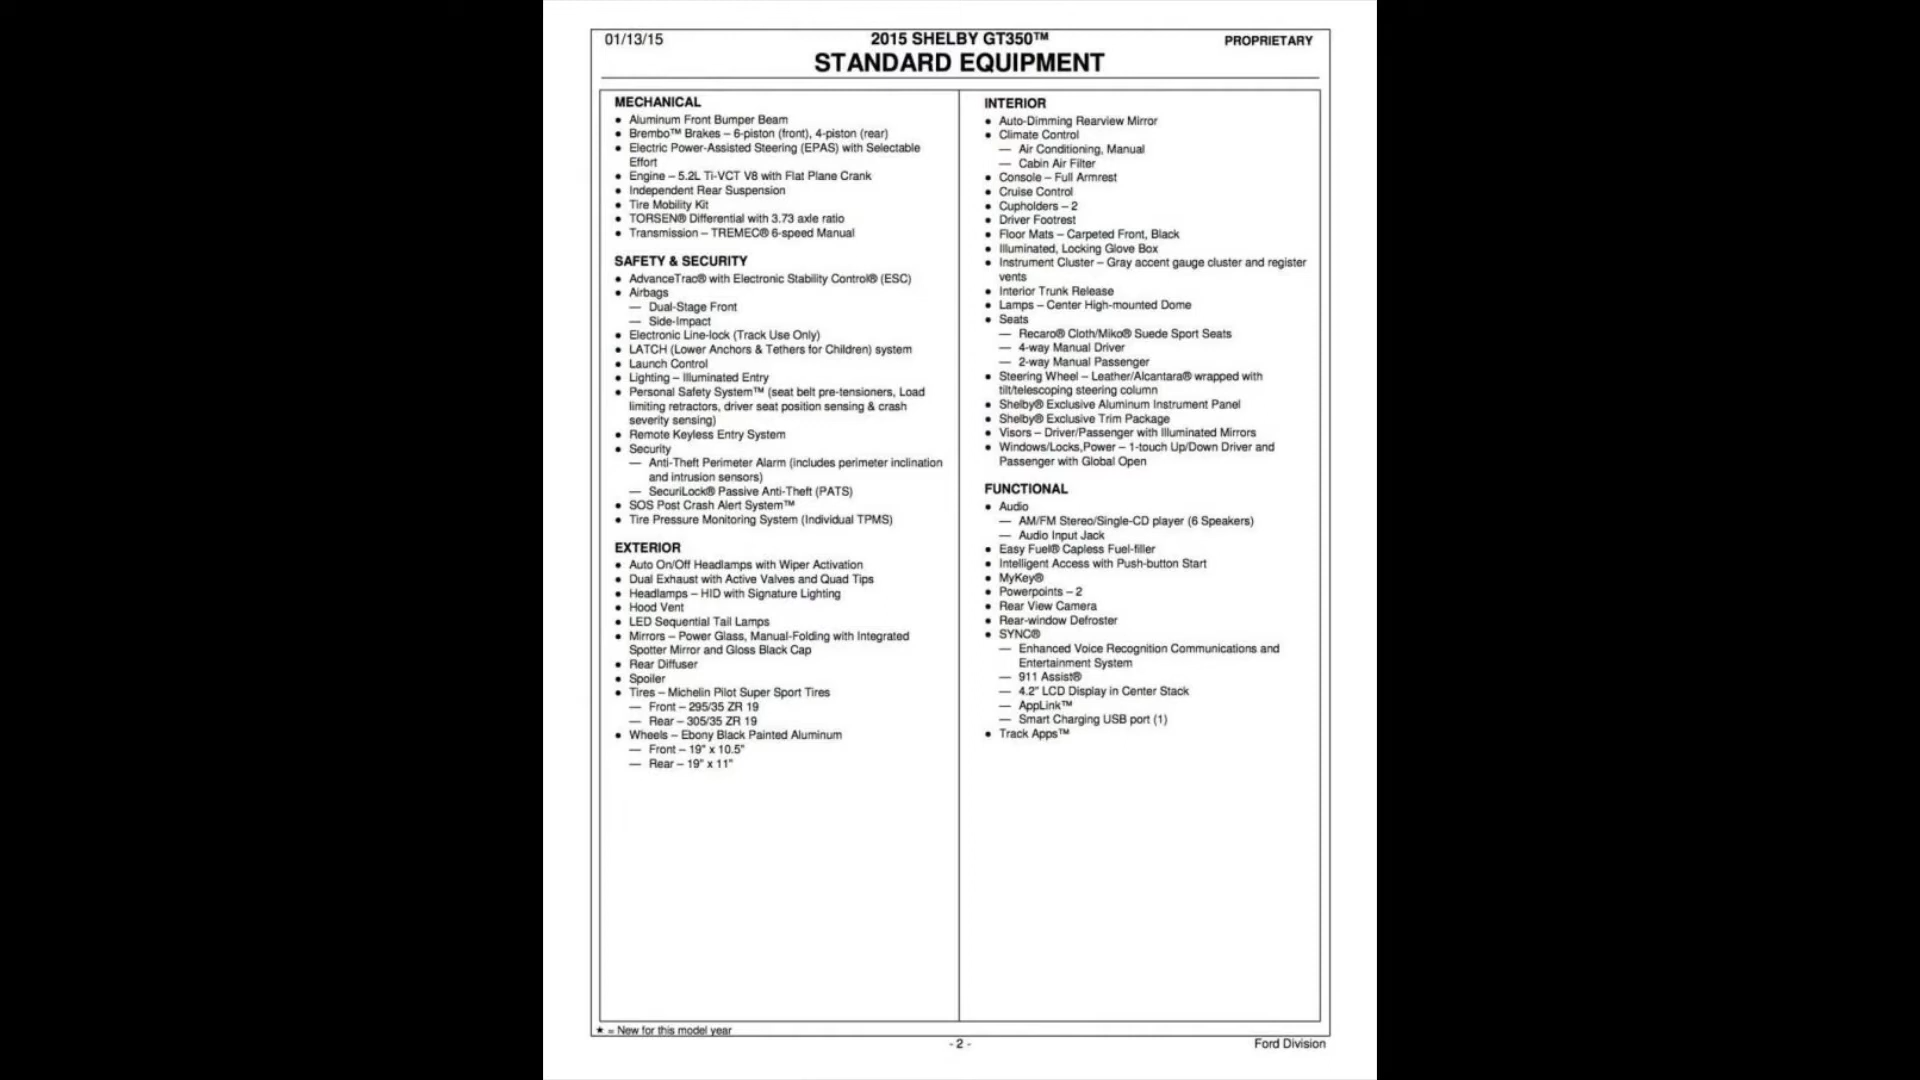 01/13/15
2015 SHELBY GT350™
PROPRIETARY
STANDARD EQUIPMENT
MECHANICAL
● Aluminum Front Bumper Beam
● Brembo™ Brakes – 6-piston (front), 4-piston (rear)
● Electric Power-Assisted Steering (EPAS) with Selectable
Effort
● Engine – 5.2L Ti-VCT V8 with Flat Plane Crank
● Independent Rear Suspension
● Tire Mobility Kit
● TORSEN® Differential with 3.73 axle ratio
● Transmission – TREMEC® 6-speed Manual
SAFETY & SECURITY
● AdvanceTrac® with Electronic Stability Control® (ESC)
● Airbags
— Dual-Stage Front
— Side-Impact
● Electronic Line-lock (Track Use Only)
● LATCH (Lower Anchors & Tethers for Children) system
● Launch Control
● Lighting – Illuminated Entry
● Personal Safety System™ (seat belt pre-tensioners, Load
limiting retractors, driver seat position sensing & crash
severity sensing)
● Remote Keyless Entry System
● Security
— Anti-Theft Perimeter Alarm (includes perimeter inclination
and intrusion sensors)
— SecuriLock® Passive Anti-Theft (PATS)
● SOS Post Crash Alert System™
● Tire Pressure Monitoring System (Individual TPMS)
EXTERIOR
● Auto On/Off Headlamps with Wiper Activation
● Dual Exhaust with Active Valves and Quad Tips
● Headlamps – HID with Signature Lighting
● Hood Vent
● LED Sequential Tail Lamps
● Mirrors – Power Glass, Manual-Folding with Integrated
Spotter Mirror and Gloss Black Cap
● Rear Diffuser
● Spoiler
● Tires – Michelin Pilot Super Sport Tires
— Front – 295/35 ZR 19
— Rear – 305/35 ZR 19
● Wheels – Ebony Black Painted Aluminum
— Front – 19" x 10.5"
— Rear – 19" x 11"
INTERIOR
● Auto-Dimming Rearview Mirror
● Climate Control
— Air Conditioning, Manual
— Cabin Air Filter
● Console – Full Armrest
● Cruise Control
● Cupholders – 2
● Driver Footrest
● Floor Mats – Carpeted Front, Black
● Illuminated, Locking Glove Box
● Instrument Cluster – Gray accent gauge cluster and register
vents
● Interior Trunk Release
● Lamps – Center High-mounted Dome
● Seats
— Recaro® Cloth/Miko® Suede Sport Seats
— 4-way Manual Driver
— 2-way Manual Passenger
● Steering Wheel – Leather/Alcantara® wrapped with
tilt/telescoping steering column
● Shelby® Exclusive Aluminum Instrument Panel
● Shelby® Exclusive Trim Package
● Visors – Driver/Passenger with Illuminated Mirrors
● Windows/Locks,Power – 1-touch Up/Down Driver and
Passenger with Global Open
FUNCTIONAL
● Audio
— AM/FM Stereo/Single-CD player (6 Speakers)
— Audio Input Jack
● Easy Fuel® Capless Fuel-filler
● Intelligent Access with Push-button Start
● MyKey®
● Powerpoints – 2
● Rear View Camera
● Rear-window Defroster
● SYNC®
— Enhanced Voice Recognition Communications and
Entertainment System
— 911 Assist®
— 4.2" LCD Display in Center Stack
— AppLink™
— Smart Charging USB port (1)
● Track Apps™
★ = New for this model year
- 2 -
Ford Division